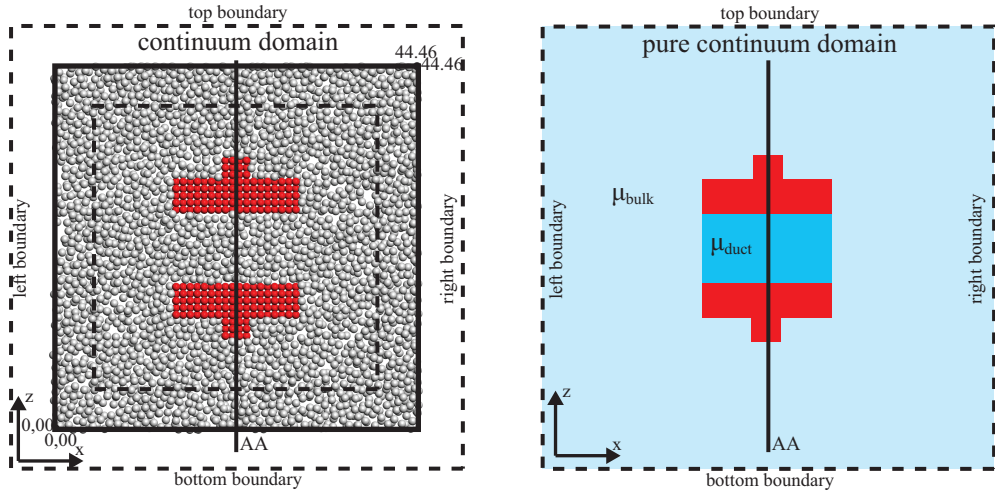 top boundary
continuum domain
44.46
44.46
left boundary
right boundary
z
0,00
0,00
x
AA
bottom boundary
top boundary
pure continuum domain
μbulk
μduct
left boundary
right boundary
z
x
AA
bottom boundary